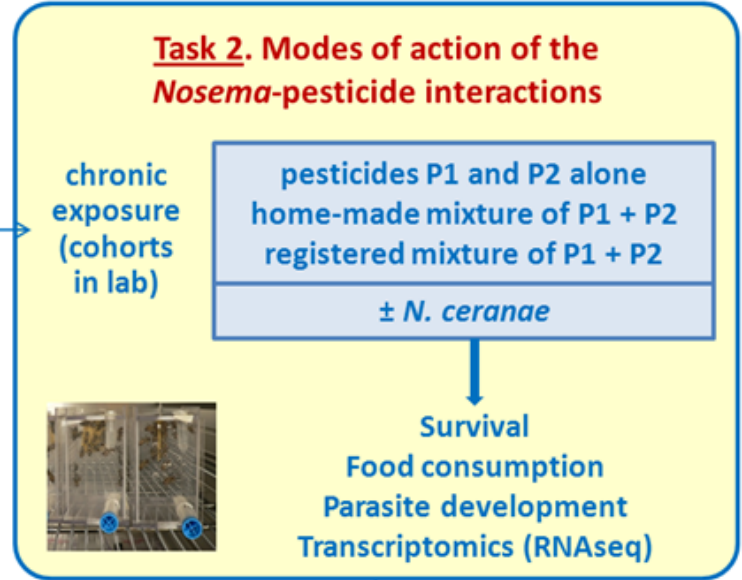 Task 2. Modes of action of the
Nosema-pesticide interactions
chronic
exposure
(cohorts
in lab)
pesticides P1 and P2 alone
home-made mixture of P1 + P2
registered mixture of P1 + P2
± N. ceranae
Survival
Food consumption
Parasite development
Transcriptomics (RNAseq)